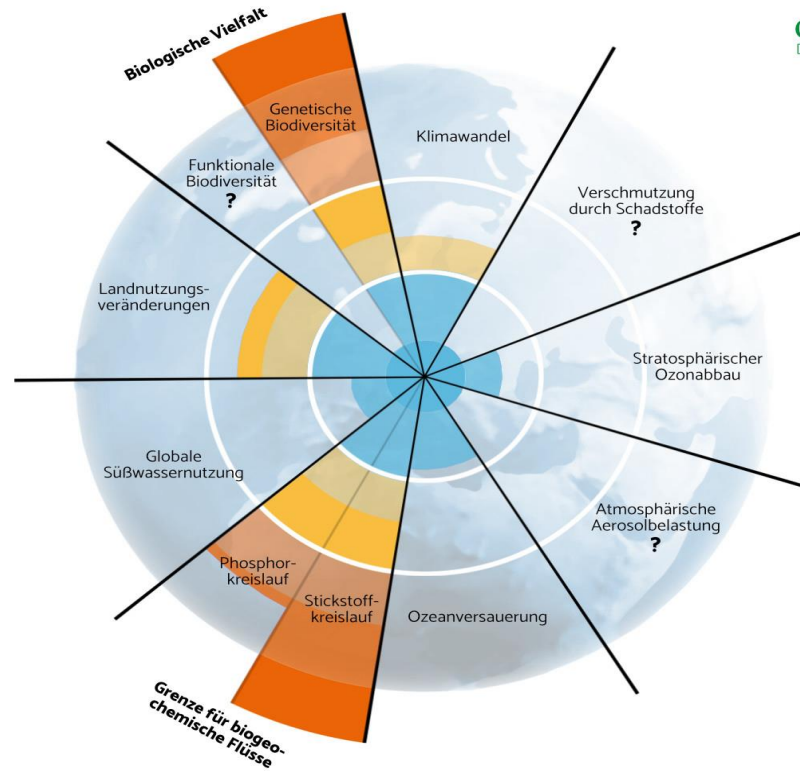 Biologische Vielfalt
Genetische
Biodiversität
Klimawandel
Funktionale
Biodiversität
?
Verschmutzung
durch Schadstoffe
?
Landnutzungs-
veränderungen
Stratosphärischer
Ozonabbau
Globale
Süßwassernutzung
Atmosphärische
Aerosolbelastung
?
Phosphor-
kreislauf
Stickstoff-
kreislauf
Ozeanversauerung
Grenze für biogeo-
chemische Flüsse